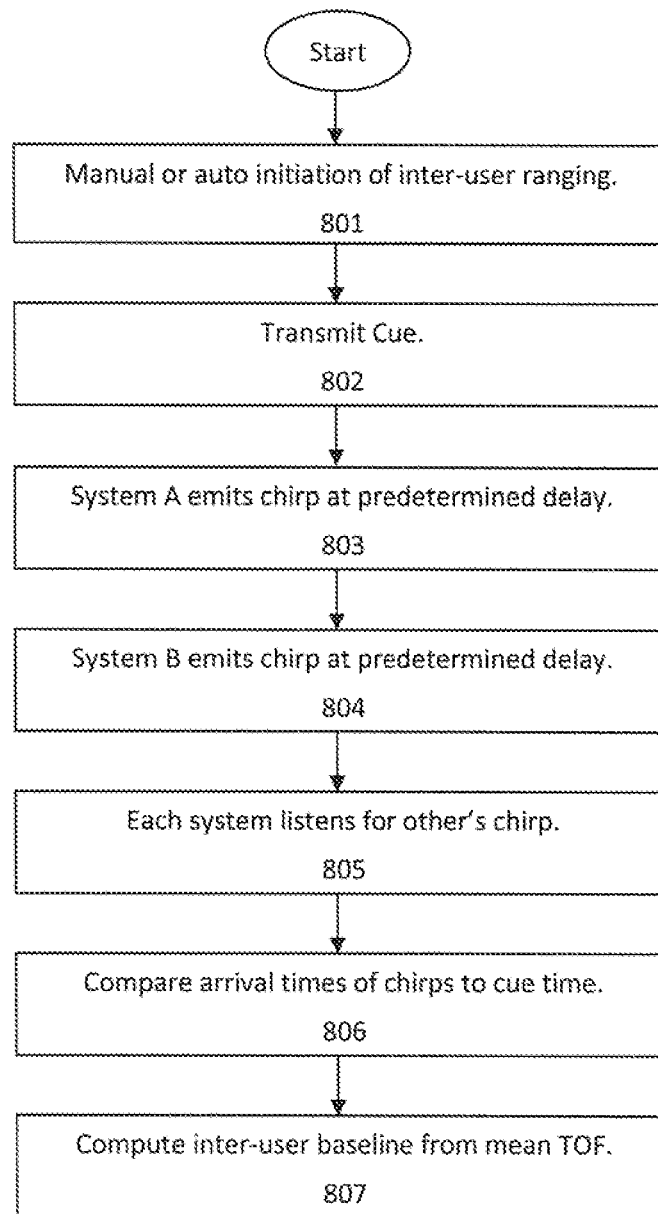 Start
Manual or auto initiation of inter-user ranging.
801
Transmit Cue.
802
System A emits chirp at predetermined delay.
803
System B emits chirp at predetermined delay.
804
Each system listens for other's chirp.
805
Compare arrival times of chirps to cue time.
806
Compute inter-user baseline from mean TOF.
807